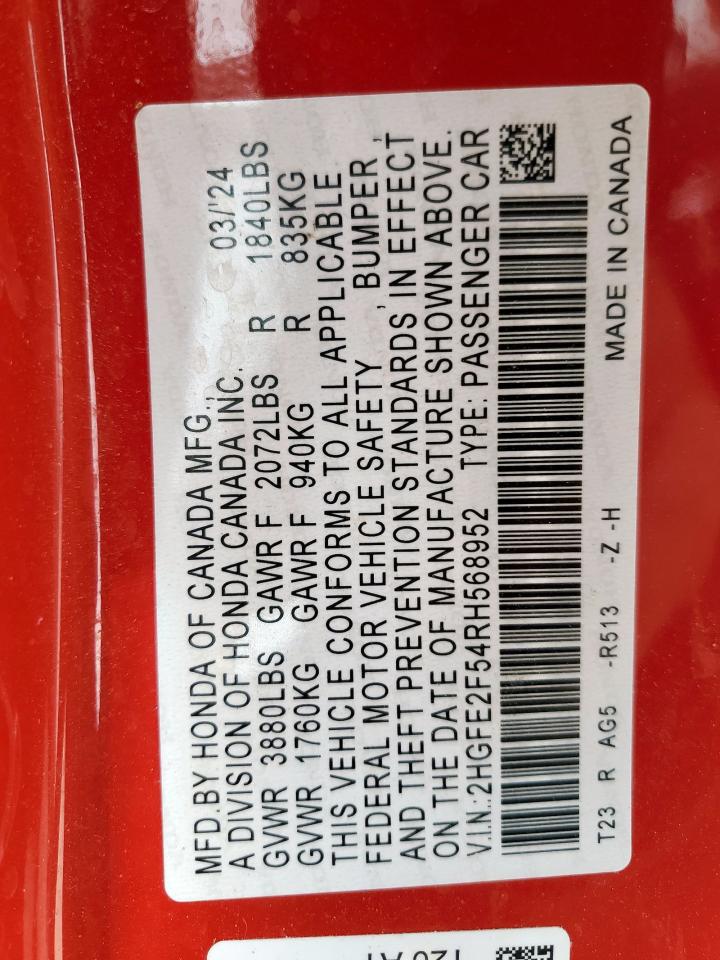 MFD.BY HONDA OF CANADA MFG., 03/'24
A DIVISION OF HONDA CANADA INC.
GVWR 3880LBS GAWR F 2072LBS R 1840LBS
GVWR 1760KG GAWR F 940KG R 835KG
THIS VEHICLE CONFORMS TO ALL APPLICABLE
FEDERAL MOTOR VEHICLE SAFETY , BUMPER ,
AND THEFT PREVENTION STANDARDS IN EFFECT
ON THE DATE OF MANUFACTURE SHOWN ABOVE.
V.I.N.:2HGFE2F54RH568952 TYPE: PASSENGER CAR
T23 R AG5 -R513 -Z -H MADE IN CANADA